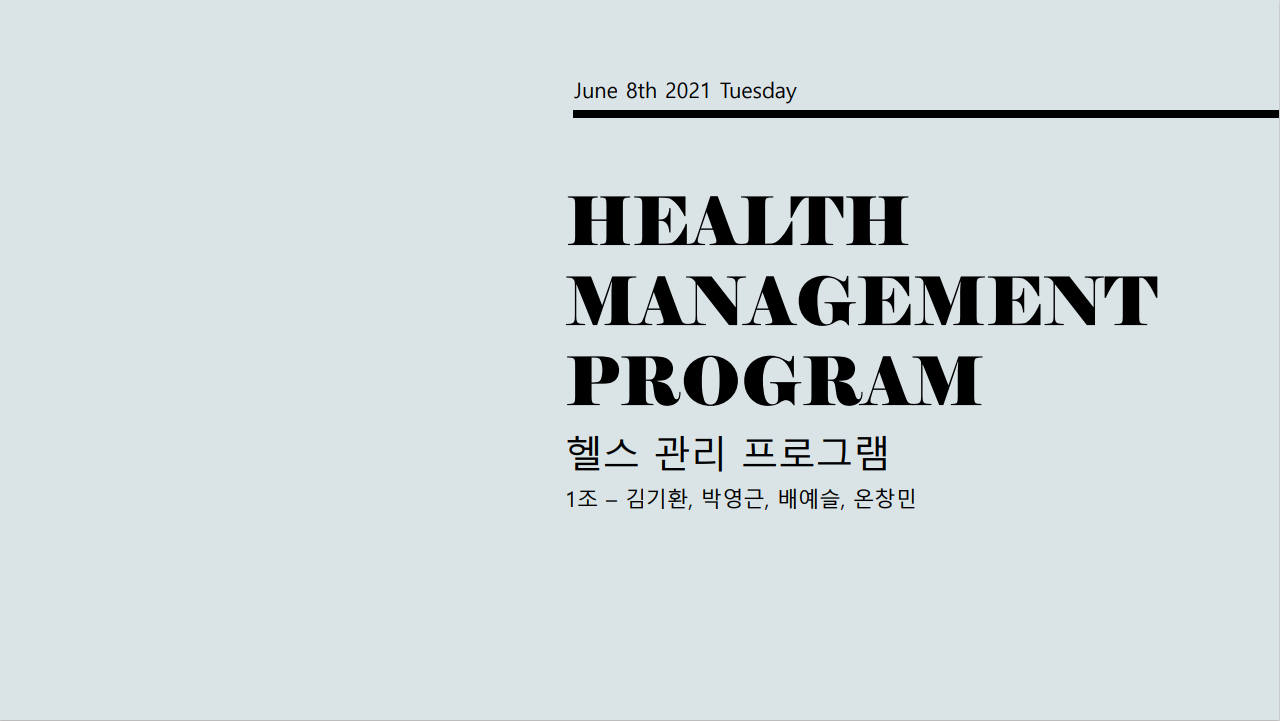 June 8th 2021 Tuesday
HEALTH
MANAGEMENT
PROGRAM
헬스 관리 프로그램
1조 – 김기환, 박영근, 배예슬, 온창민